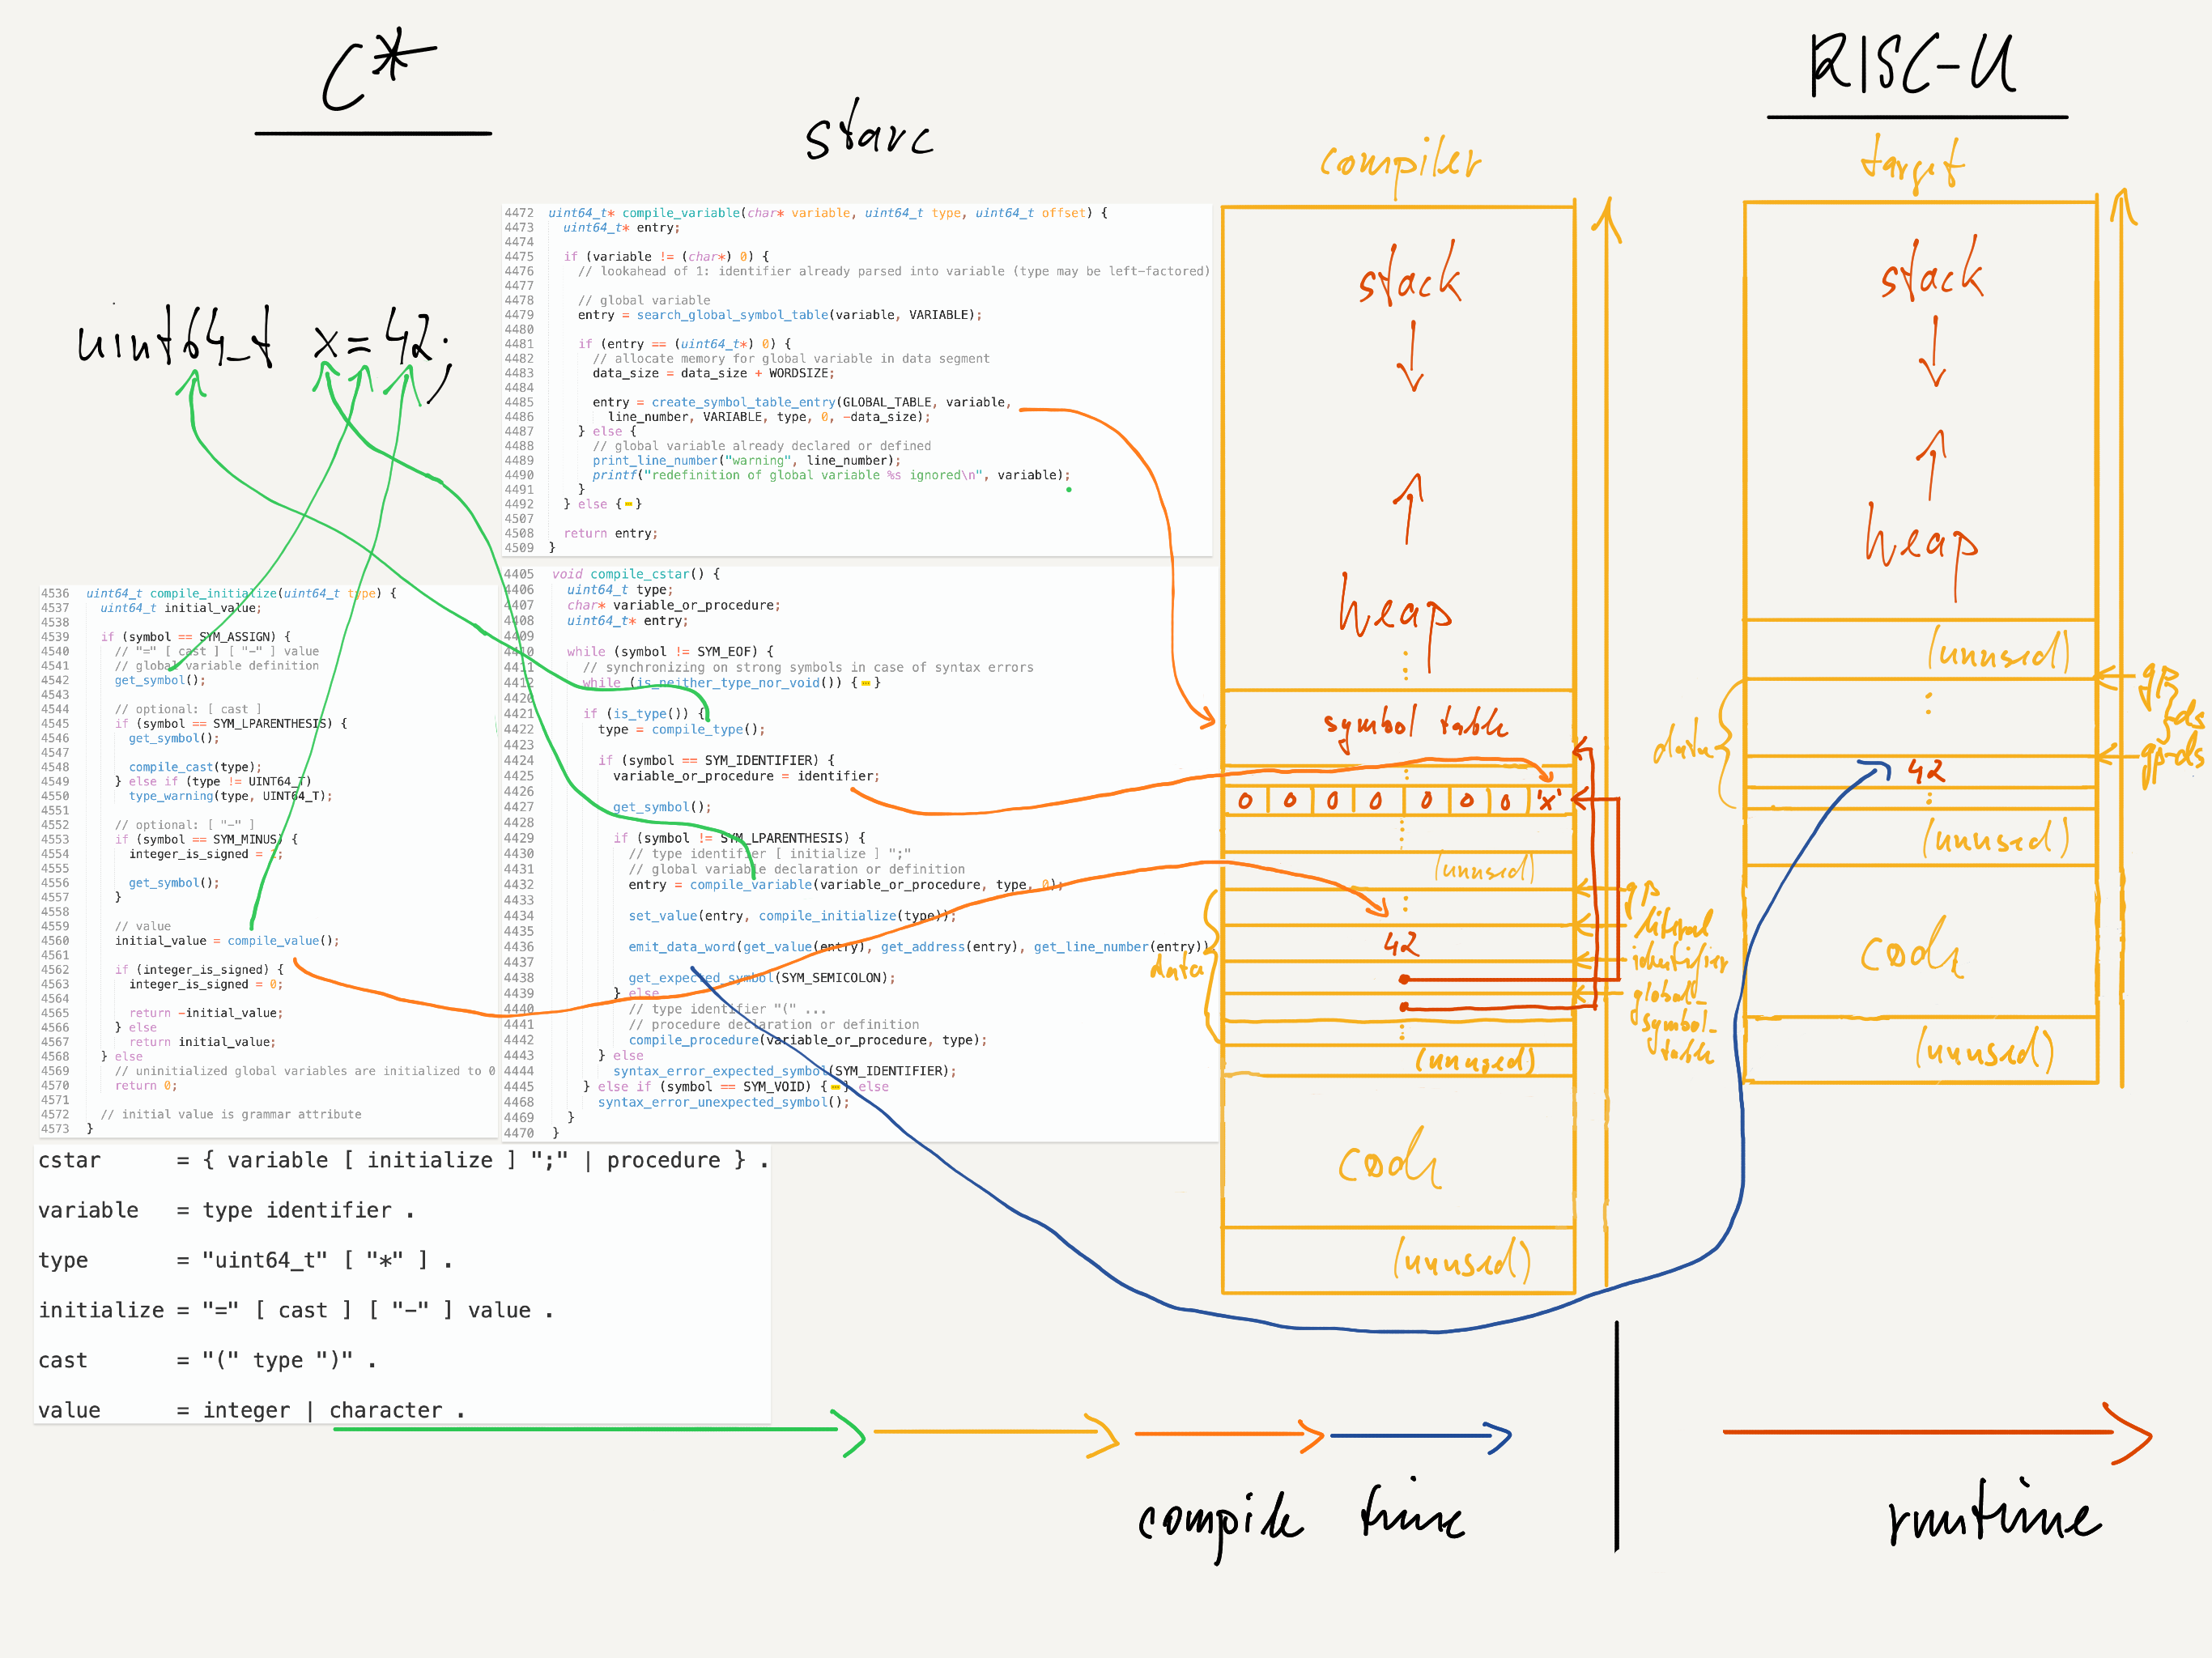 C*
starc
RISC-U
compiler
target
uint64_t x = 42;
4472 uint64_t* compile_variable(char* variable, uint64_t type, uint64_t offset) {
4473   uint64_t* entry;
4474
4475   if (variable != (char*) 0) {
4476     // lookahead of 1: identifier already parsed into variable (type may be left-factored)
4477
4478     // global variable
4479     entry = search_global_symbol_table(variable, VARIABLE);
4480
4481     if (entry == (uint64_t*) 0) {
4482       // allocate memory for global variable in data segment
4483       data_size = data_size + WORDSIZE;
4484
4485       entry = create_symbol_table_entry(GLOBAL_TABLE, variable,
4486         line_number, VARIABLE, type, 0, -data_size);
4487     } else {
4488       // global variable already declared or defined
4489       print_line_number("warning", line_number);
4490       printf("redefinition of global variable %s ignored\n", variable);
4491     }
4492   } else {
4507
4508   return entry;
4509 }
4536 uint64_t compile_initialize(uint64_t type) {
4537   uint64_t initial_value;
4538
4539   if (symbol == SYM_ASSIGN) {
4540     // "=" [ cast ] [ "-" ] value
4541     // global variable definition
4542     get_symbol();
4543
4544     // optional: [ cast ]
4545     if (symbol == SYM_LPARENTHESIS) {
4546       get_symbol();
4547
4548       compile_cast(type);
4549     } else if (type != UINT64_T)
4550       type_warning(type, UINT64_T);
4551
4552     // optional: [ "-" ]
4553     if (symbol == SYM_MINUS) {
4554       integer_is_signed = 1;
4555
4556       get_symbol();
4557     }
4558
4559     // value
4560     initial_value = compile_value();
4561
4562     if (integer_is_signed) {
4563       integer_is_signed = 0;
4564
4565       return -initial_value;
4566     } else
4567       return initial_value;
4568   } else
4569     // uninitialized global variables are initialized to 0
4570     return 0;
4571
4572   // initial value is grammar attribute
4573 }
4405 void compile_cstar() {
4406   uint64_t type;
4407   char* variable_or_procedure;
4408   uint64_t* entry;
4409
4410   while (symbol != SYM_EOF) {
4411     // synchronizing on strong symbols in case of syntax errors
4412     while (is_neither_type_nor_void()) { }
4420
4421     if (is_type()) {
4422       type = compile_type();
4423
4424       if (symbol == SYM_IDENTIFIER) {
4425         variable_or_procedure = identifier;
4426
4427         get_symbol();
4428
4429         if (symbol != SYM_LPARENTHESIS) {
4430           // type identifier [ initialize ] ";"
4431           // global variable declaration or definition
4432           entry = compile_variable(variable_or_procedure, type, 0);
4433
4434           set_value(entry, compile_initialize(type));
4435
4436           emit_data_word(get_value(entry), get_address(entry), get_line_number(entry))
4437
4438           get_expected_symbol(SYM_SEMICOLON);
4439         } else
4440           // type identifier "(" ...
4441           // procedure declaration or definition
4442           compile_procedure(variable_or_procedure, type);
4443       } else
4444         syntax_error_expected_symbol(SYM_IDENTIFIER);
4445     } else if (symbol == SYM_VOID) { } else
4468       syntax_error_unexpected_symbol();
4469   }
4470 }
cstar = { variable [ initialize ] ";" | procedure } .
variable = type identifier .
type = "uint64_t" [ "*" ] .
initialize = "=" [ cast ] [ "-" ] value .
cast = "(" type ")" .
value = integer | character .
stack
heap
symbol table
0 0 0 0 0 0 0 'x'
(unused)
gp
literal
42
identifier
data
global_
symbol_
table
(unused)
code
(unused)
stack
heap
(unused)
gp
-ds
data
42
gp-ds
(unused)
code
(unused)
compile time
runtime